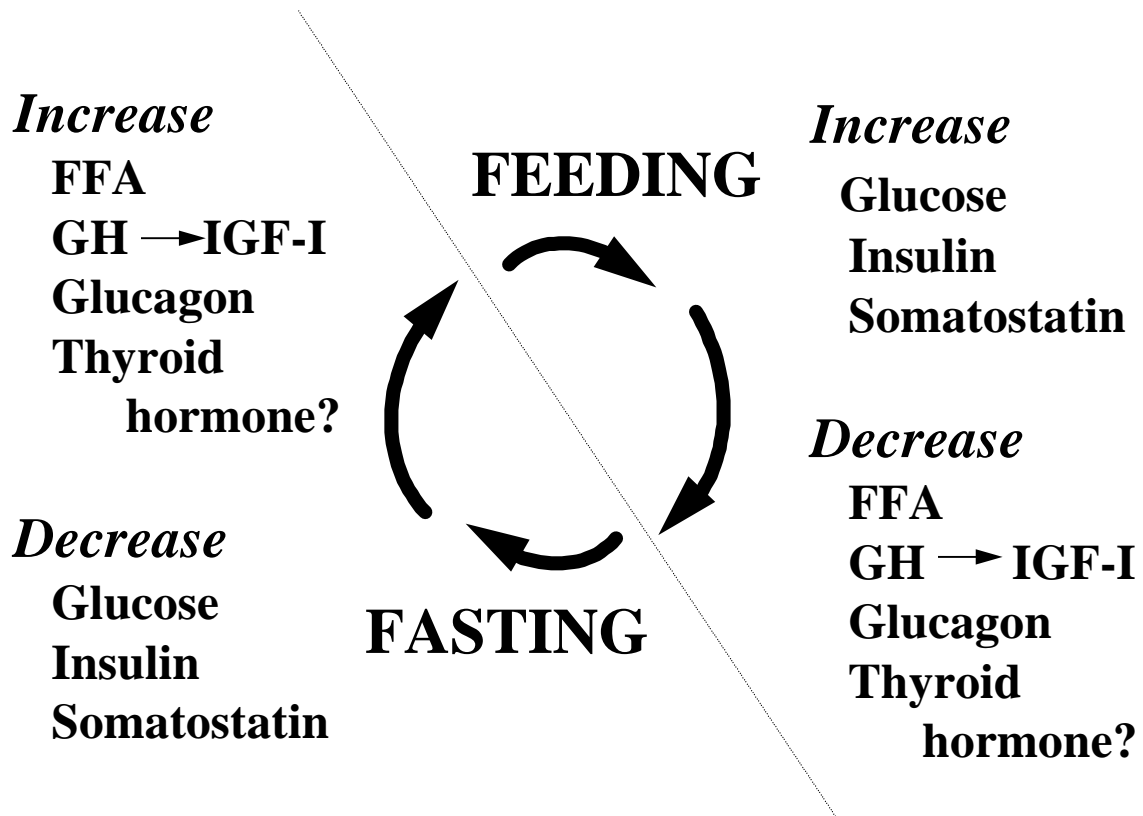 Increase
FFA
GH → IGF-I
Glucagon
Thyroid
hormone?
Decrease
Glucose
Insulin
Somatostatin
FEEDING
FASTING
Increase
Glucose
Insulin
Somatostatin
Decrease
FFA
GH → IGF-I
Glucagon
Thyroid
hormone?